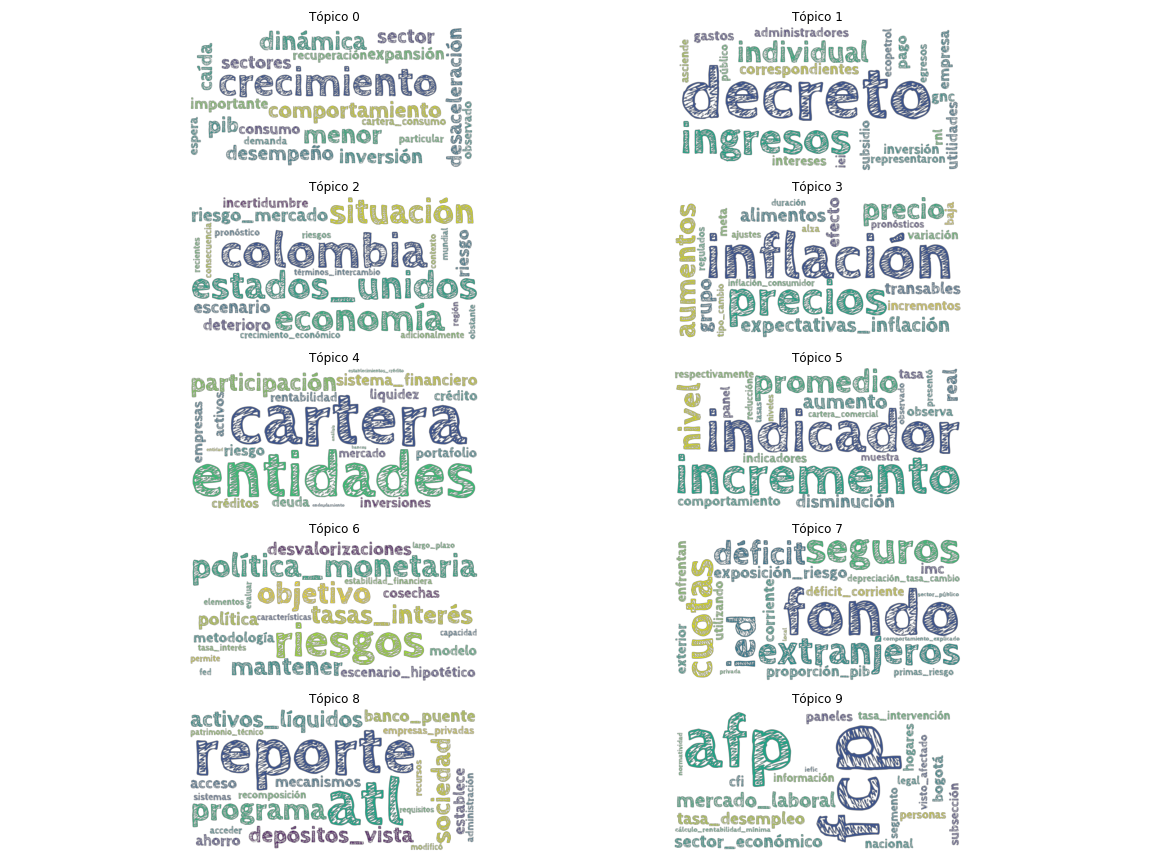 Tópico 0
dinámica sector
caída
recuperación expansión
sectores
desaceleración
crecimiento
importante comportamiento
cartera_consumo
pib consumo
observado
espera
demanda menor particular
desempeño inversión
Tópico 1
gastos administradores
asciende
público
individual
ecopetrol
pago
egresos
empresa
correspondientes
decreto
gnc
ingresos
utilidades
subsidio
inversión
rnl
intereses
representaron
Tópico 2
incertidumbre
riesgo_mercado situación
pronóstico riesgos
recientes
consecuencia
colombia
contexto
mundial
riesgo
términos_intercambio
estados_unidos
escenario economía
deterioro
región
obstante
crecimiento_económico adicionalmente
Tópico 3
duración
aumentos
meta
alimentos
efecto
precio
baja
alza pronósticos
regulados
ajustes variación
inflación
inflación_consumidor transables
grupo
tipo_cambio
precios incrementos
expectativas_inflación
Tópico 4
participación sistema_financiero
rentabilidad liquidez crédito
empresas
activos
cartera
riesgo mercado portafolio
entidades
créditos deuda inversiones
Tópico 5
respectivamente promedio tasa
nivel
panel
reducción
tasas
niveles
aumento
observado
presentó
real
cartera_comercial observa
indicador
indicadores muestra
incremento
comportamiento disminución
Tópico 6
desvalorizaciones largo_plazo
política_monetaria
estabilidad_financiera
evaluar
objetivo cosechas
elementos
política características tasas_interés
metodología riesgos capacidad
tasa_interés modelo
permite mantener
fed escenario_hipotético
Tópico 7
enfrentan
déficit seguros
cuotas
utilizando
exposición_riesgo imc
depreciación_tasa_cambio
corriente
déficit_corriente
sector_público
fondo
exterior
ied
extranjeros
privada proporción_pib primas_riesgo
Tópico 8
activos_líquidos banco_puente
patrimonio_técnico empresas_privadas
reporte
sociedad
recursos
acceso mecanismos
establece
administración
sistemas recomposición
programa atl requisitos
acceder
ahorro depósitos_vista
modificó
Tópico 9
paneles tasa_intervención
normatividad
afp
fcp
hogares
visto_afectado
bogotá
iefic
cfi información legal
mercado_laboral
segmento
personas
subsección
tasa_desempleo
cálculo_rentabilidad_mínima
sector_económico nacional